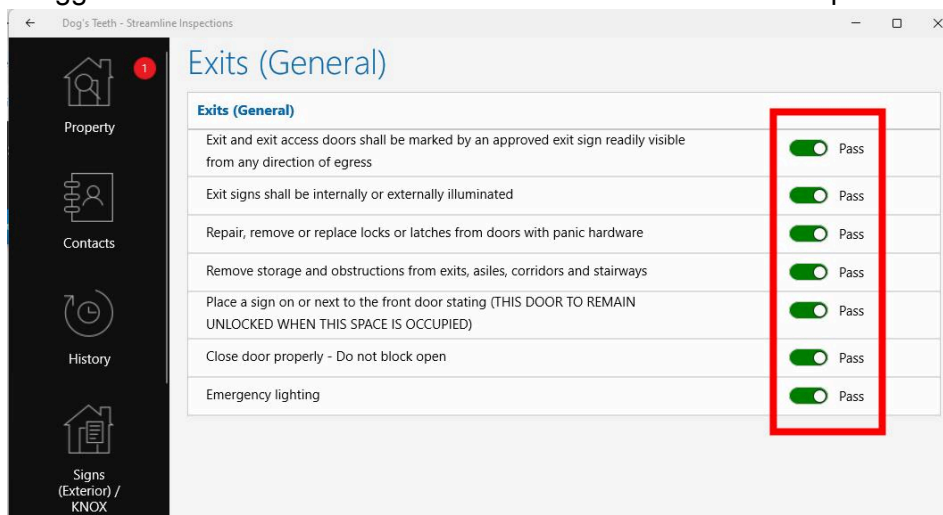 Dog's Teeth - Streamline Inspections
1
Property
Contacts
History
Signs
(Exterior) /
KNOX
Exits (General)
Exits (General)
Exit and exit access doors shall be marked by an approved exit sign readily visible
from any direction of egress
Pass
Exit signs shall be internally or externally illuminated
Pass
Repair, remove or replace locks or latches from doors with panic hardware
Pass
Remove storage and obstructions from exits, asiles, corridors and stairways
Pass
Place a sign on or next to the front door stating (THIS DOOR TO REMAIN
UNLOCKED WHEN THIS SPACE IS OCCUPIED)
Pass
Close door properly - Do not block open
Pass
Emergency lighting
Pass